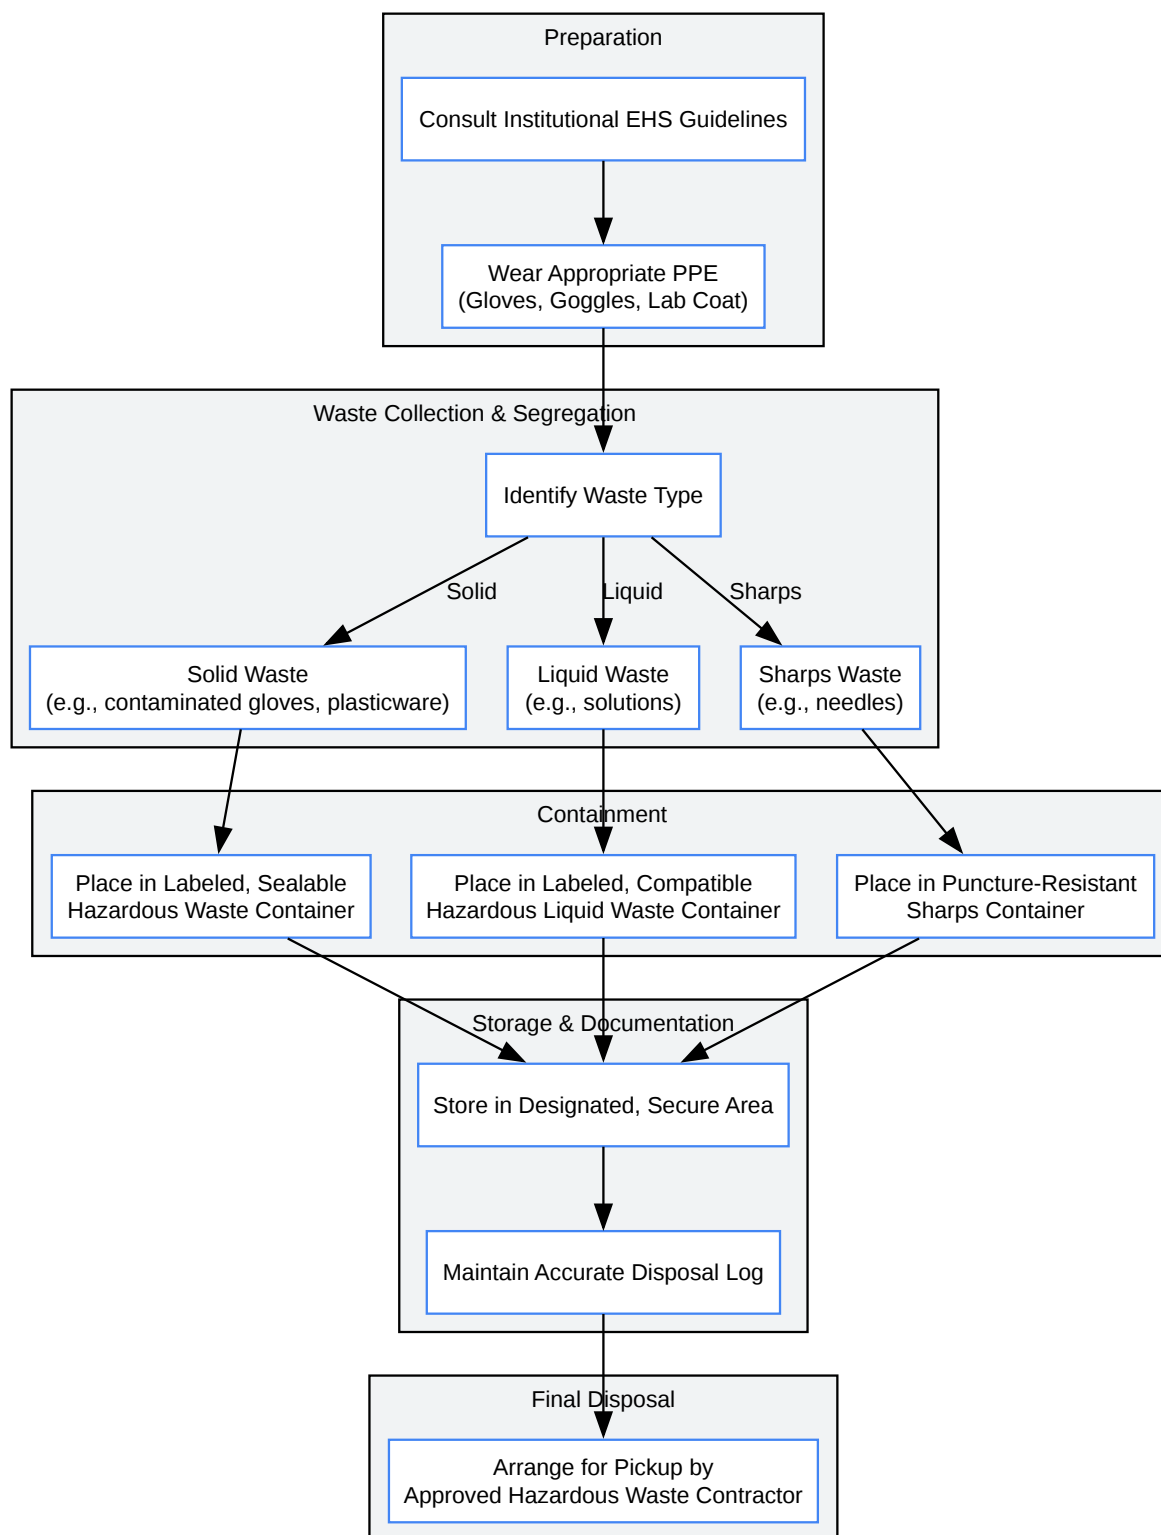 Preparation
Consult Institutional EHS Guidelines
Wear Appropriate PPE
(Gloves, Goggles, Lab Coat)
Waste Collection & Segregation
Identify Waste Type
Solid
Liquid
Sharps
Solid Waste
(e.g., contaminated gloves, plasticware)
Liquid Waste
(e.g., solutions)
Sharps Waste
(e.g., needles)
Containment
Place in Labeled, Sealable
Hazardous Waste Container
Place in Labeled, Compatible
Hazardous Liquid Waste Container
Place in Puncture-Resistant
Sharps Container
Storage & Documentation
Store in Designated, Secure Area
Maintain Accurate Disposal Log
Final Disposal
Arrange for Pickup by
Approved Hazardous Waste Contractor